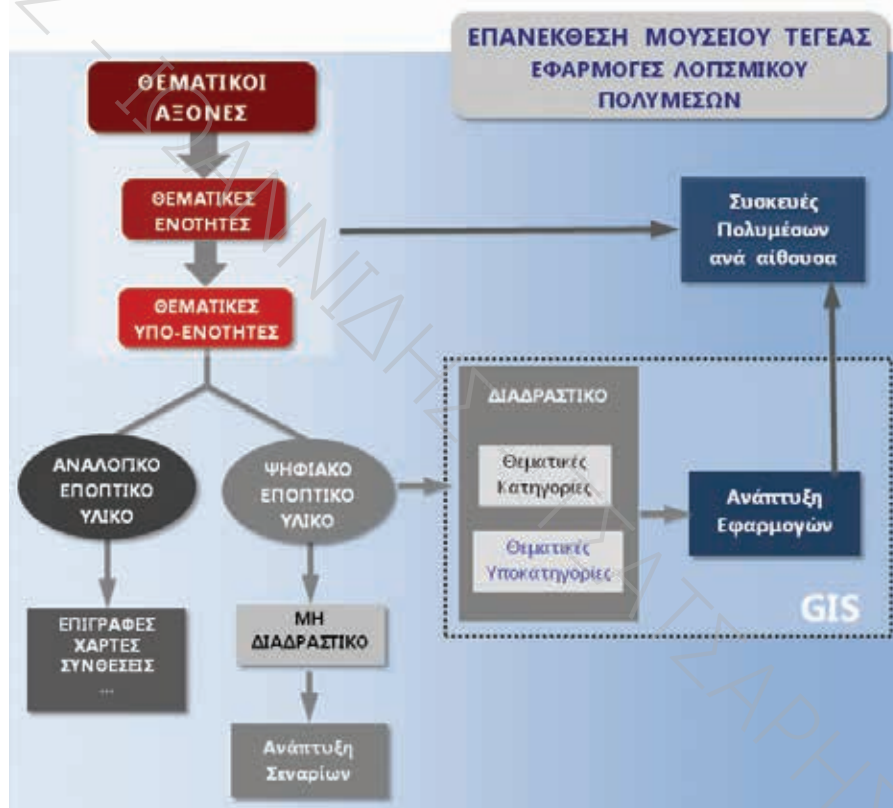 ΕΠΑΝΕΚΘΕΣΗ ΜΟΥΣΕΙΟΥ ΤΕΓΕΑΣ
ΕΦΑΡΜΟΓΕΣ ΛΟΓΙΣΜΙΚΟΥ
ΠΟΛΥΜΕΣΩΝ
ΘΕΜΑΤΙΚΟΙ
ΑΞΟΝΕΣ
ΘΕΜΑΤΙΚΕΣ
ΕΝΟΤΗΤΕΣ
Συσκευές
Πολυμέσων
ανά αίθουσα
ΘΕΜΑΤΙΚΕΣ
ΥΠΟ-ΕΝΟΤΗΤΕΣ
ΑΝΑΛΟΓΙΚΟ
ΕΠΟΠΤΙΚΟ
ΥΛΙΚΟ
ΨΗΦΙΑΚΟ
ΕΠΟΠΤΙΚΟ
ΥΛΙΚΟ
ΔΙΑΔΡΑΣΤΙΚΟ
Θεματικές
Κατηγορίες
Θεματικές
Υποκατηγορίες
Ανάπτυξη
Εφαρμογών
GIS
ΕΠΙΓΡΑΦΕΣ
ΧΑΡΤΕΣ
ΣΥΝΘΕΣΕΙΣ
...
ΜΗ
ΔΙΑΔΡΑΣΤΙΚΟ
Ανάπτυξη
Σεναρίων